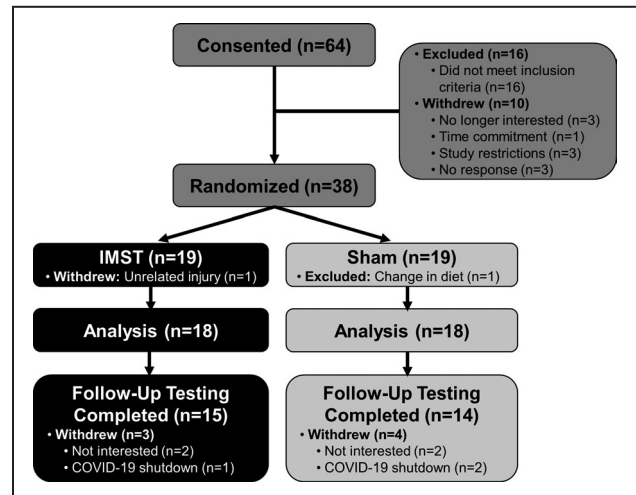 Consented (n=64)
• Excluded (n=16)
• Did not meet inclusion
criteria (n=16)
• Withdrew (n=10)
• No longer interested (n=3)
• Time commitment (n=1)
• Study restrictions (n=3)
• No response (n=3)
Randomized (n=38)
IMST (n=19)
• Withdrew: Unrelated injury (n=1)
Sham (n=19)
• Excluded: Change in diet (n=1)
Analysis (n=18)
Analysis (n=18)
Follow-Up Testing
Completed (n=15)
• Withdrew (n=3)
• Not interested (n=2)
• COVID-19 shutdown (n=1)
Follow-Up Testing
Completed (n=14)
• Withdrew (n=4)
• Not interested (n=2)
• COVID-19 shutdown (n=2)